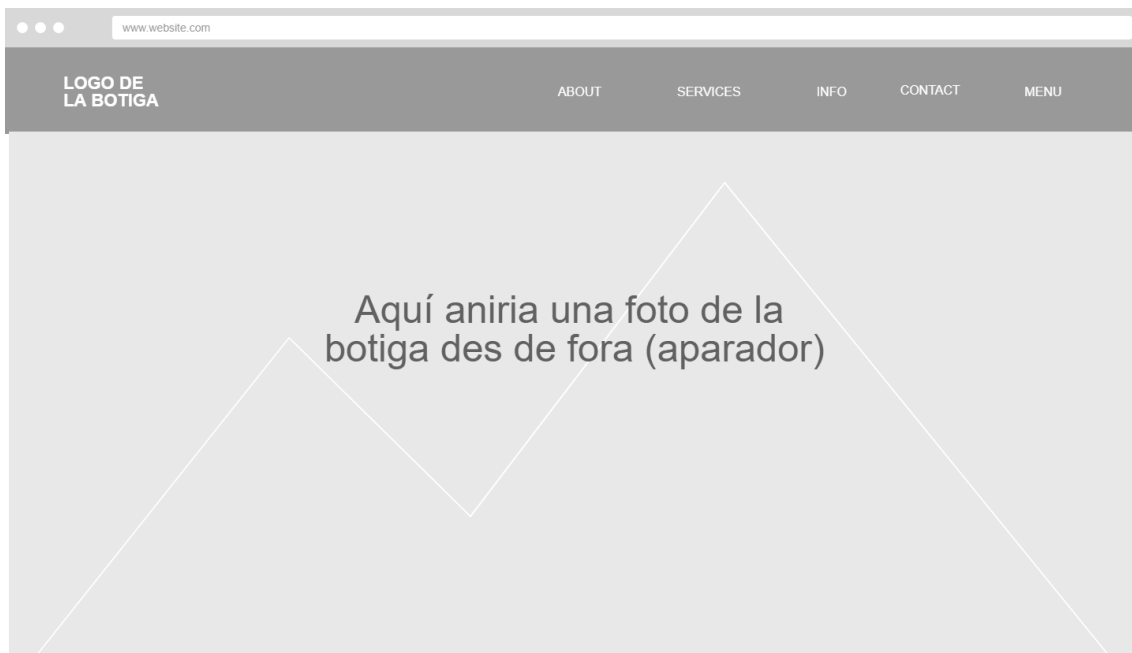 www.website.com
LOGO DE
LA BOTIGA
ABOUT SERVICES INFO CONTACT MENU
Aquí aniria una foto de la
botiga des de fora (aparador)